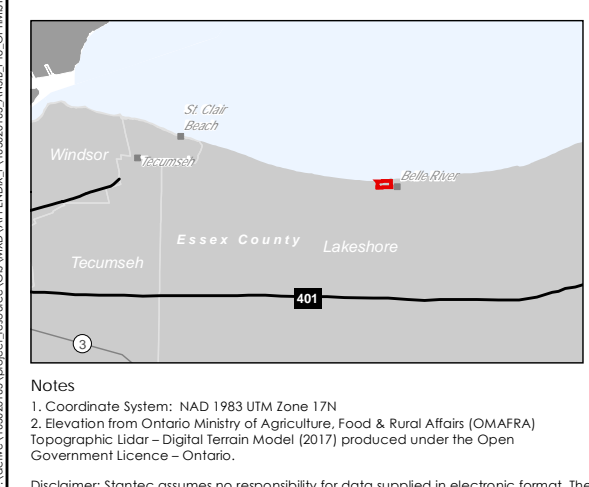 St. Clair
Beach
Windsor
Tecumseh
Belle River
Essex County
Lakeshore
Tecumseh
401
3
Notes
1. Coordinate System: NAD 1983 UTM Zone 17N
2. Elevation from Ontario Ministry of Agriculture, Food & Rural Affairs (OMAFRA)
Topographic Lidar – Digital Terrain Model (2017) produced under the Open
Government Licence – Ontario.
Disclaimer: Stantec assumes no responsibility for data supplied in electronic format. The